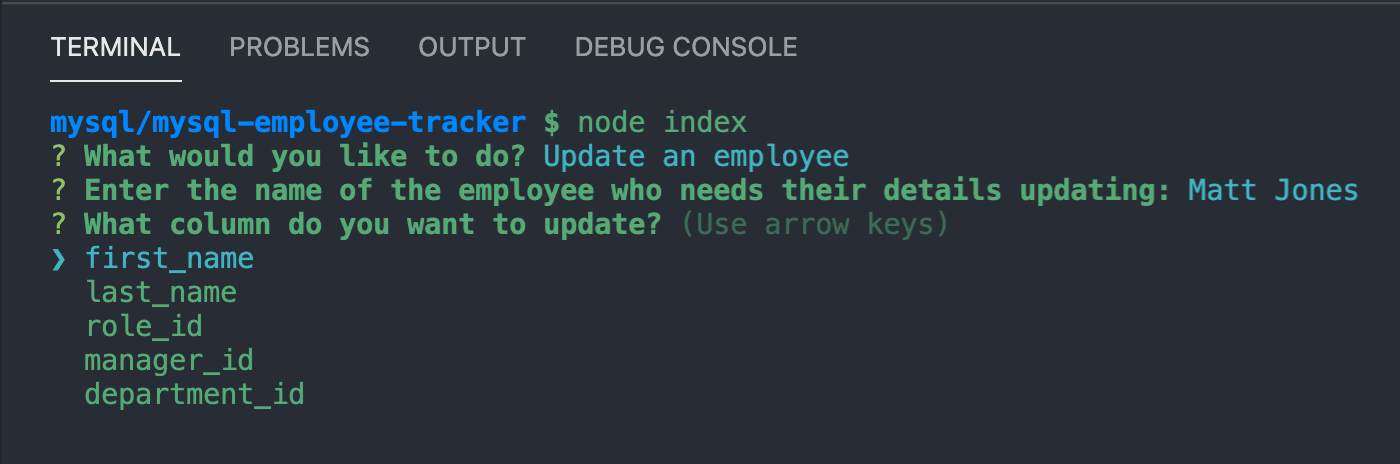 TERMINAL PROBLEMS OUTPUT DEBUG CONSOLE
mysql/mysql-employee-tracker $ node index
? What would you like to do? Update an employee
? Enter the name of the employee who needs their details updating: Matt Jones
? What column do you want to update? (Use arrow keys)
❯ first_name
last_name
role_id
manager_id
department_id